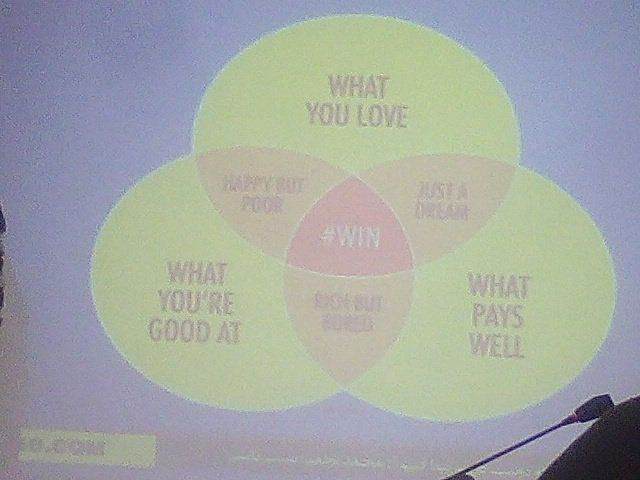 WHAT
YOU LOVE
HAPPY BUT
POOR
JUST A
DREAM
#WIN
WHAT
YOU'RE
GOOD AT
RICH BUT
BORED
WHAT
PAYS
WELL
O.COM